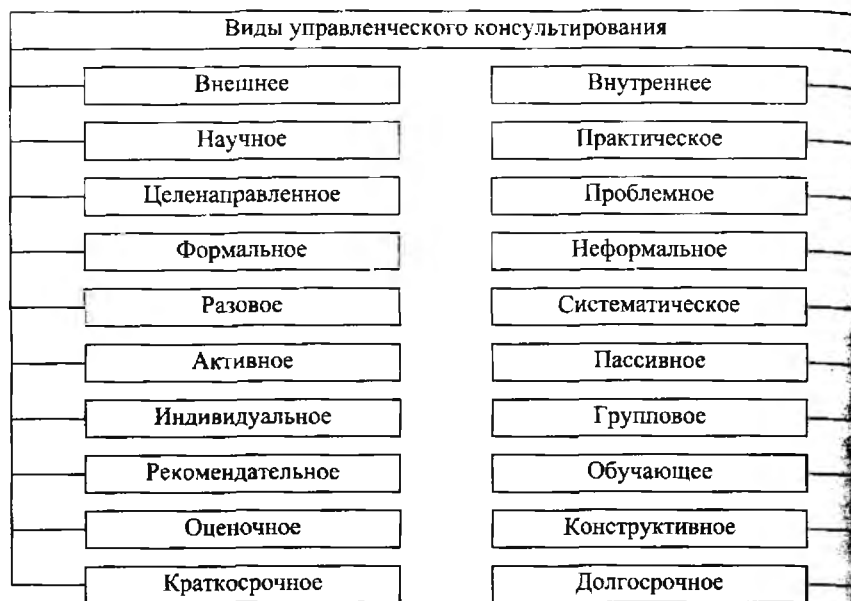 Виды управленческого консультирования
Внешнее
Внутреннее
Научное
Практическое
Целенаправленное
Проблемное
Формальное
Неформальное
Разовое
Систематическое
Активное
Пассивное
Индивидуальное
Групповое
Рекомендательное
Обучающее
Оценочное
Конструктивное
Краткосрочное
Долгосрочное